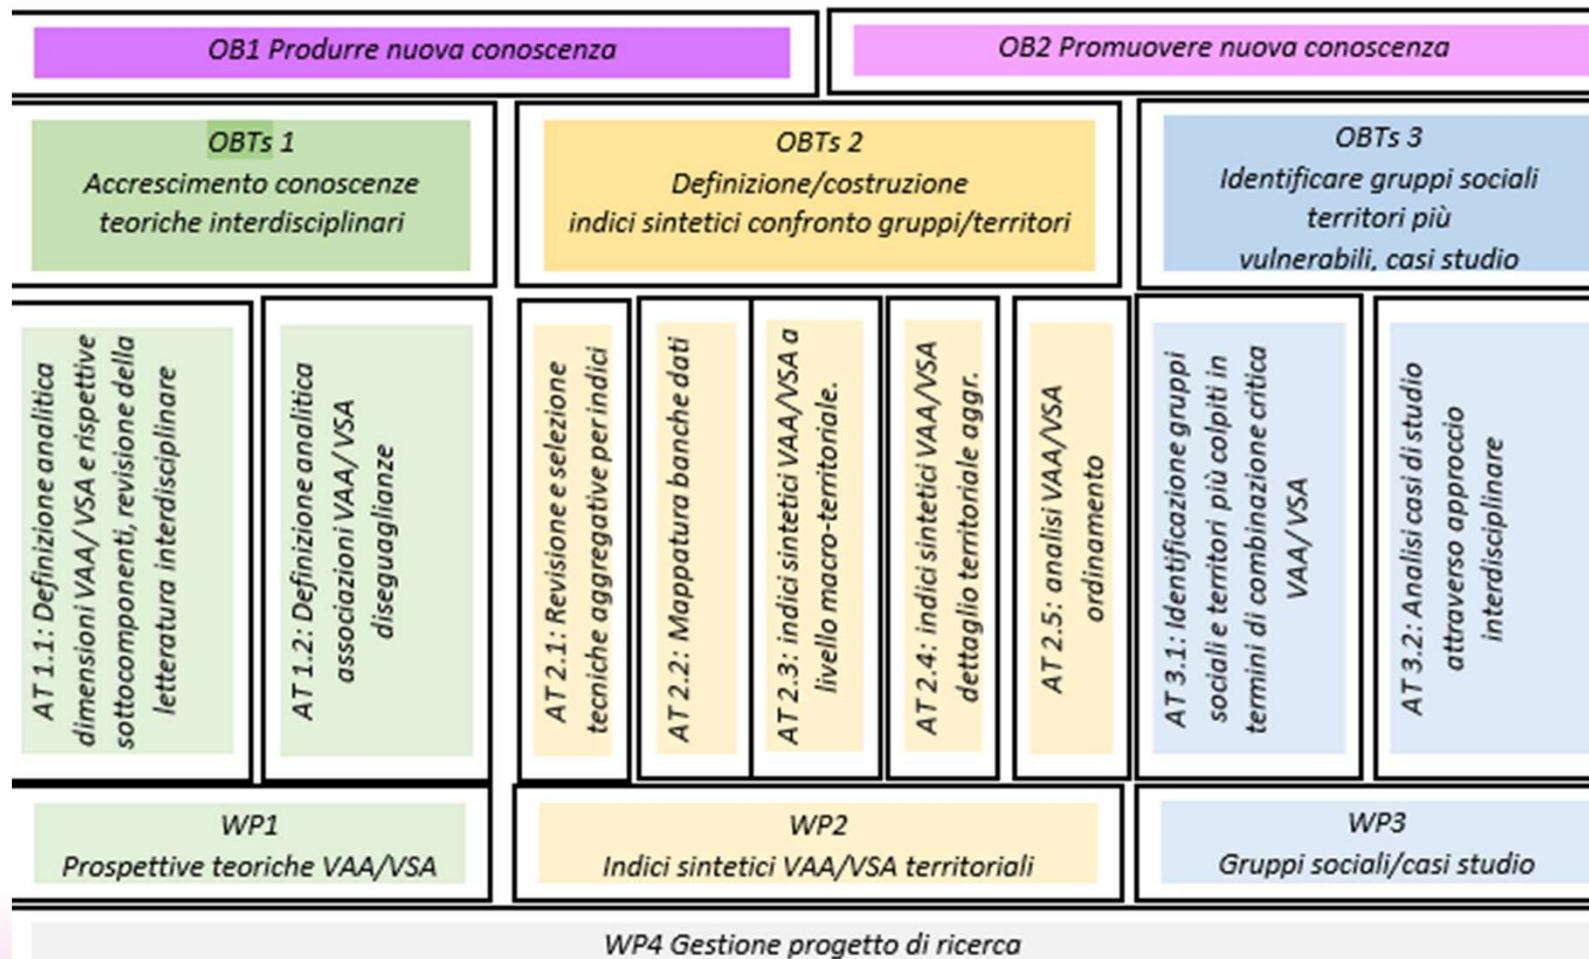 OB1 Produrre nuova conoscenza
OB2 Promuovere nuova conoscenza
OBTs 1
Accrescimento conoscenze
teoriche interdisciplinari
OBTs 2
Definizione/costruzione
indici sintetici confronto gruppi/territori
OBTs 3
Identificare gruppi sociali
territori più
vulnerabili, casi studio
AT 1.1: Definizione analitica
dimensioni VAA/VSA e rispettive
sottocomponenti, revisione della
letteratura interdisciplinare
AT 1.2: Definizione analitica
associazioni VAA/VSA
diseguaglianze
AT 2.1: Revisione e selezione
tecniche aggregative per indici
AT 2.2: Mappatura banche dati
AT 2.3: indici sintetici VAA/VSA a
livello macro-territoriale.
AT 2.4: indici sintetici VAA/VSA
dettaglio territoriale aggr.
AT 2.5: analisi VAA/VSA
ordinamento
AT 3.1: Identificazione gruppi
sociali e territori più colpiti in
termini di combinazione critica
VAA/VSA
AT 3.2: Analisi casi di studio
attraverso approccio
interdisciplinare
WP1
Prospettive teoriche VAA/VSA
WP2
Indici sintetici VAA/VSA territoriali
WP3
Gruppi sociali/casi studio
WP4 Gestione progetto di ricerca